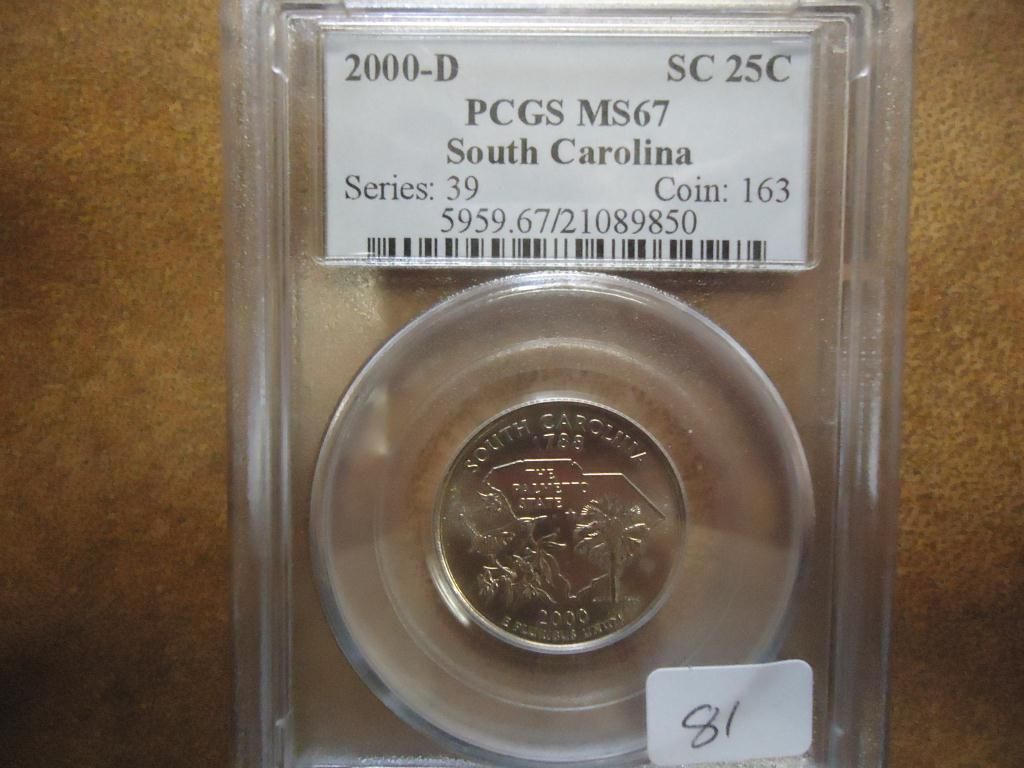 2000-D SC 25C
PCGS MS67
South Carolina
Series: 39 Coin: 163
5959.67/21089850
SOUTH CAROLINA
1788
THE
PALMETTO
STATE
2000
E PLURIBUS UNUM
81